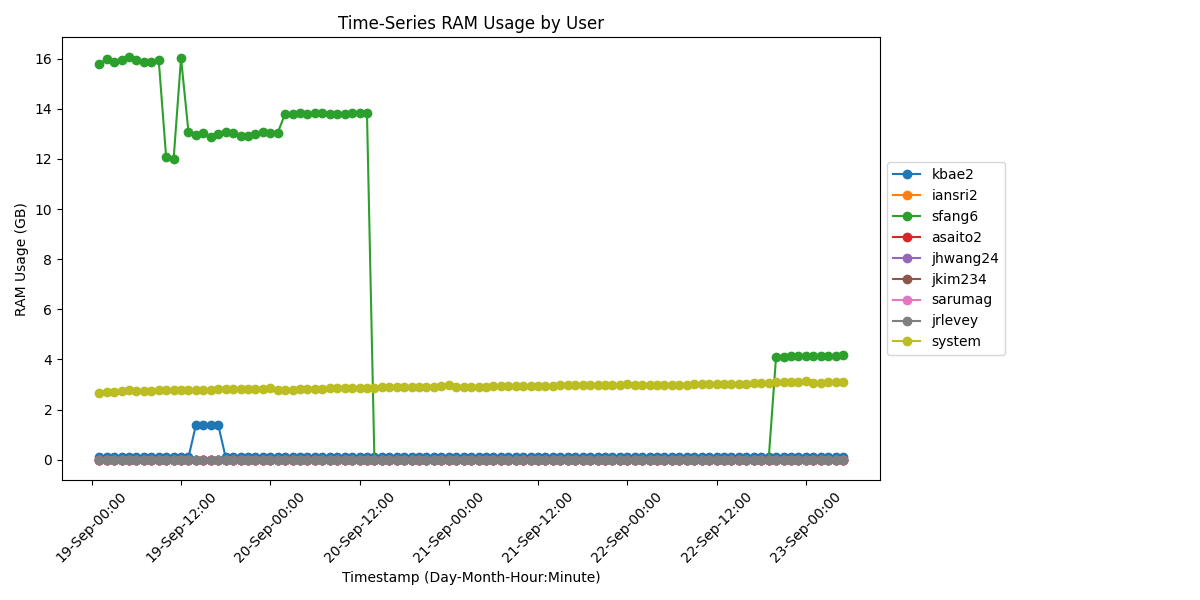 Time-Series RAM Usage by User
RAM Usage (GB)
16
14
12
10
8
6
4
2
0
19-Sep-00:00
19-Sep-12:00
20-Sep-00:00
20-Sep-12:00
21-Sep-00:00
21-Sep-12:00
22-Sep-00:00
22-Sep-12:00
23-Sep-00:00
Timestamp (Day-Month-Hour:Minute)
kbae2
iansri2
sfang6
asaito2
jhwang24
jkim234
sarumag
jrlevey
system